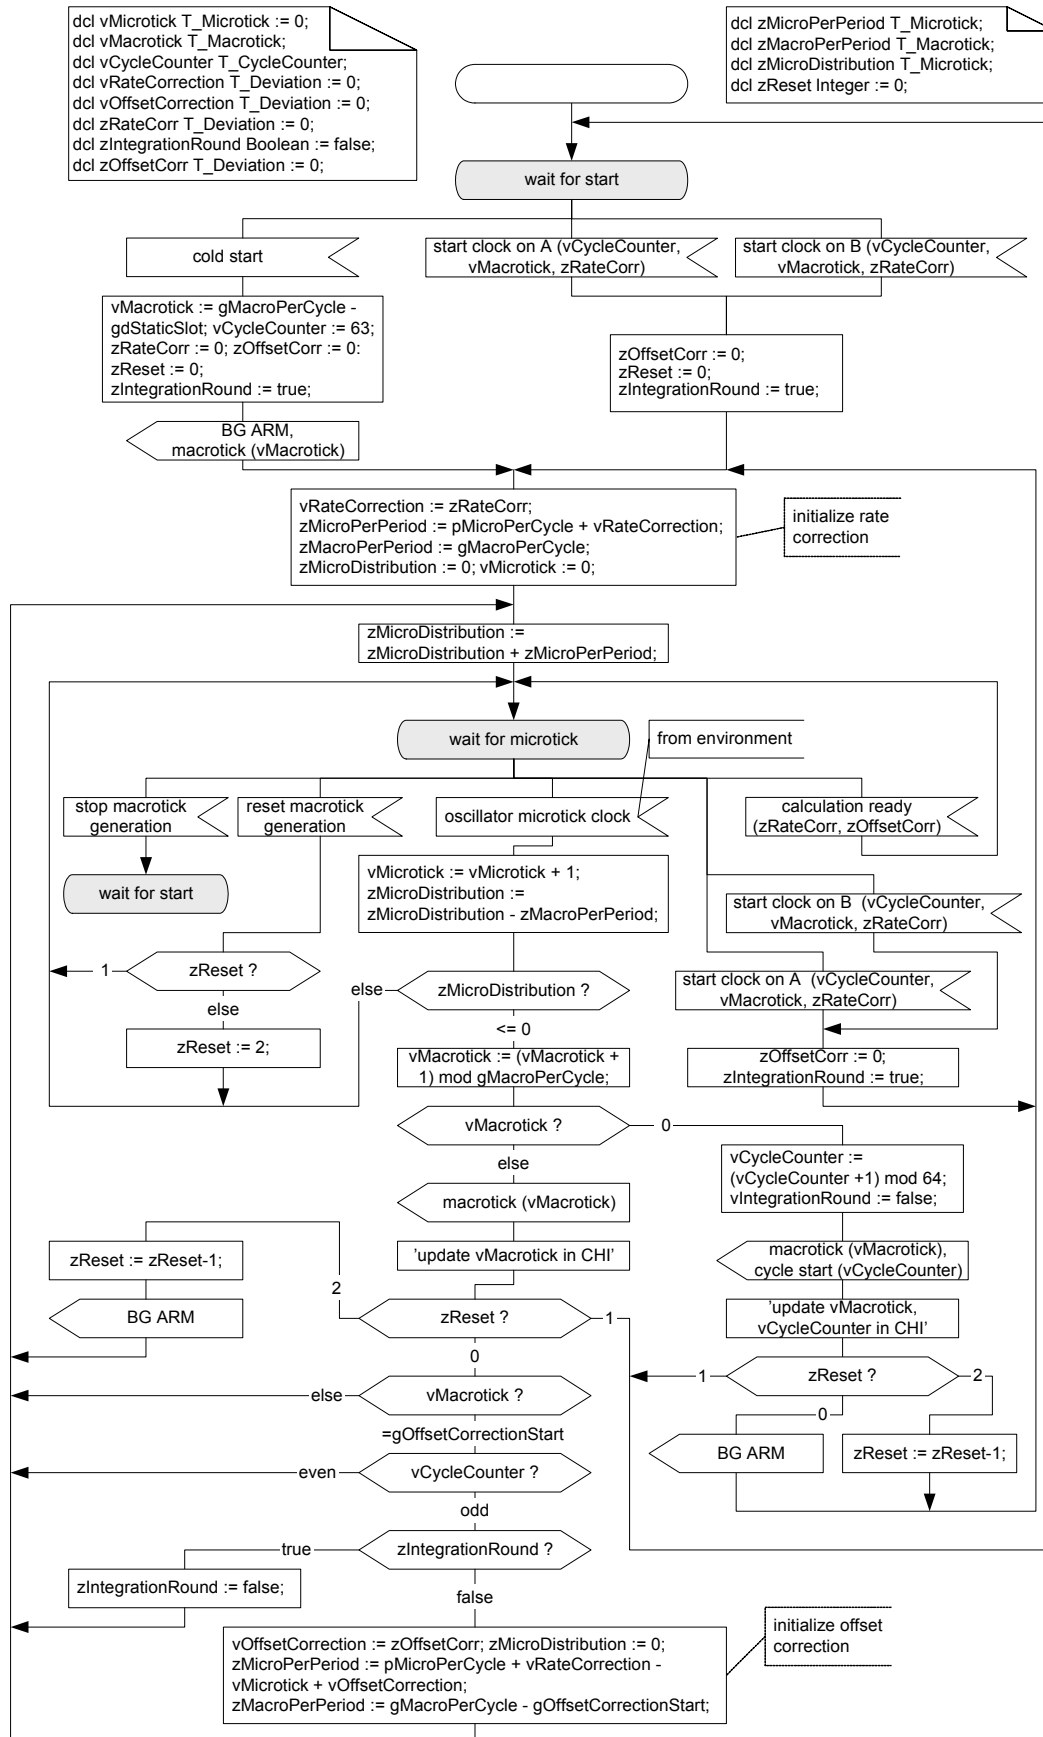 dcl vMicrotick T_Microtick := 0;
dcl vMacrotick T_Macrotick;
dcl vCycleCounter T_CycleCounter;
dcl vRateCorrection T_Deviation := 0;
dcl vOffsetCorrection T_Deviation := 0;
dcl zRateCorr T_Deviation := 0;
dcl zIntegrationRound Boolean := false;
dcl zOffsetCorr T_Deviation := 0;
dcl zMicroPerPeriod T_Microtick;
dcl zMacroPerPeriod T_Macrotick;
dcl zMicroDistribution T_Microtick;
dcl zReset Integer := 0;
wait for start
cold start
start clock on A (vCycleCounter,
vMacrotick, zRateCorr)
start clock on B (vCycleCounter,
vMacrotick, zRateCorr)
vMacrotick := gMacroPerCycle -
gdStaticSlot; vCycleCounter := 63;
zRateCorr := 0; zOffsetCorr := 0:
zReset := 0;
zIntegrationRound := true;
zOffsetCorr := 0;
zReset := 0;
zIntegrationRound := true;
BG ARM,
macrotick (vMacrotick)
vRateCorrection := zRateCorr;
zMicroPerPeriod := pMicroPerCycle + vRateCorrection;
zMacroPerPeriod := gMacroPerCycle;
zMicroDistribution := 0; vMicrotick := 0;
initialize rate
correction
zMicroDistribution :=
zMicroDistribution + zMicroPerPeriod;
wait for microtick
from environment
stop macrotick
generation
reset macrotick
generation
oscillator microtick clock
calculation ready
(zRateCorr, zOffsetCorr)
wait for start
vMicrotick := vMicrotick + 1;
zMicroDistribution :=
zMicroDistribution - zMacroPerPeriod;
start clock on B  (vCycleCounter,
vMacrotick, zRateCorr)
1
zReset ?
else
zMicroDistribution ?
start clock on A  (vCycleCounter,
vMacrotick, zRateCorr)
else
<= 0
zReset := 2;
vMacrotick := (vMacrotick +
1) mod gMacroPerCycle;
zOffsetCorr := 0;
zIntegrationRound := true;
vMacrotick ?
0
else
vCycleCounter :=
(vCycleCounter +1) mod 64;
vIntegrationRound := false;
macrotick (vMacrotick)
zReset := zReset-1;
'update vMacrotick in CHI'
macrotick (vMacrotick),
cycle start (vCycleCounter)
2
BG ARM
zReset ?
1
'update vMacrotick,
vCycleCounter in CHI'
0
1
zReset ?
2
else
vMacrotick ?
0
=gOffsetCorrectionStart
BG ARM
zReset := zReset-1;
even
vCycleCounter ?
odd
true
zIntegrationRound ?
zIntegrationRound := false;
false
vOffsetCorrection := zOffsetCorr; zMicroDistribution := 0;
zMicroPerPeriod := pMicroPerCycle + vRateCorrection -
vMicrotick + vOffsetCorrection;
zMacroPerPeriod := gMacroPerCycle - gOffsetCorrectionStart;
initialize offset
correction